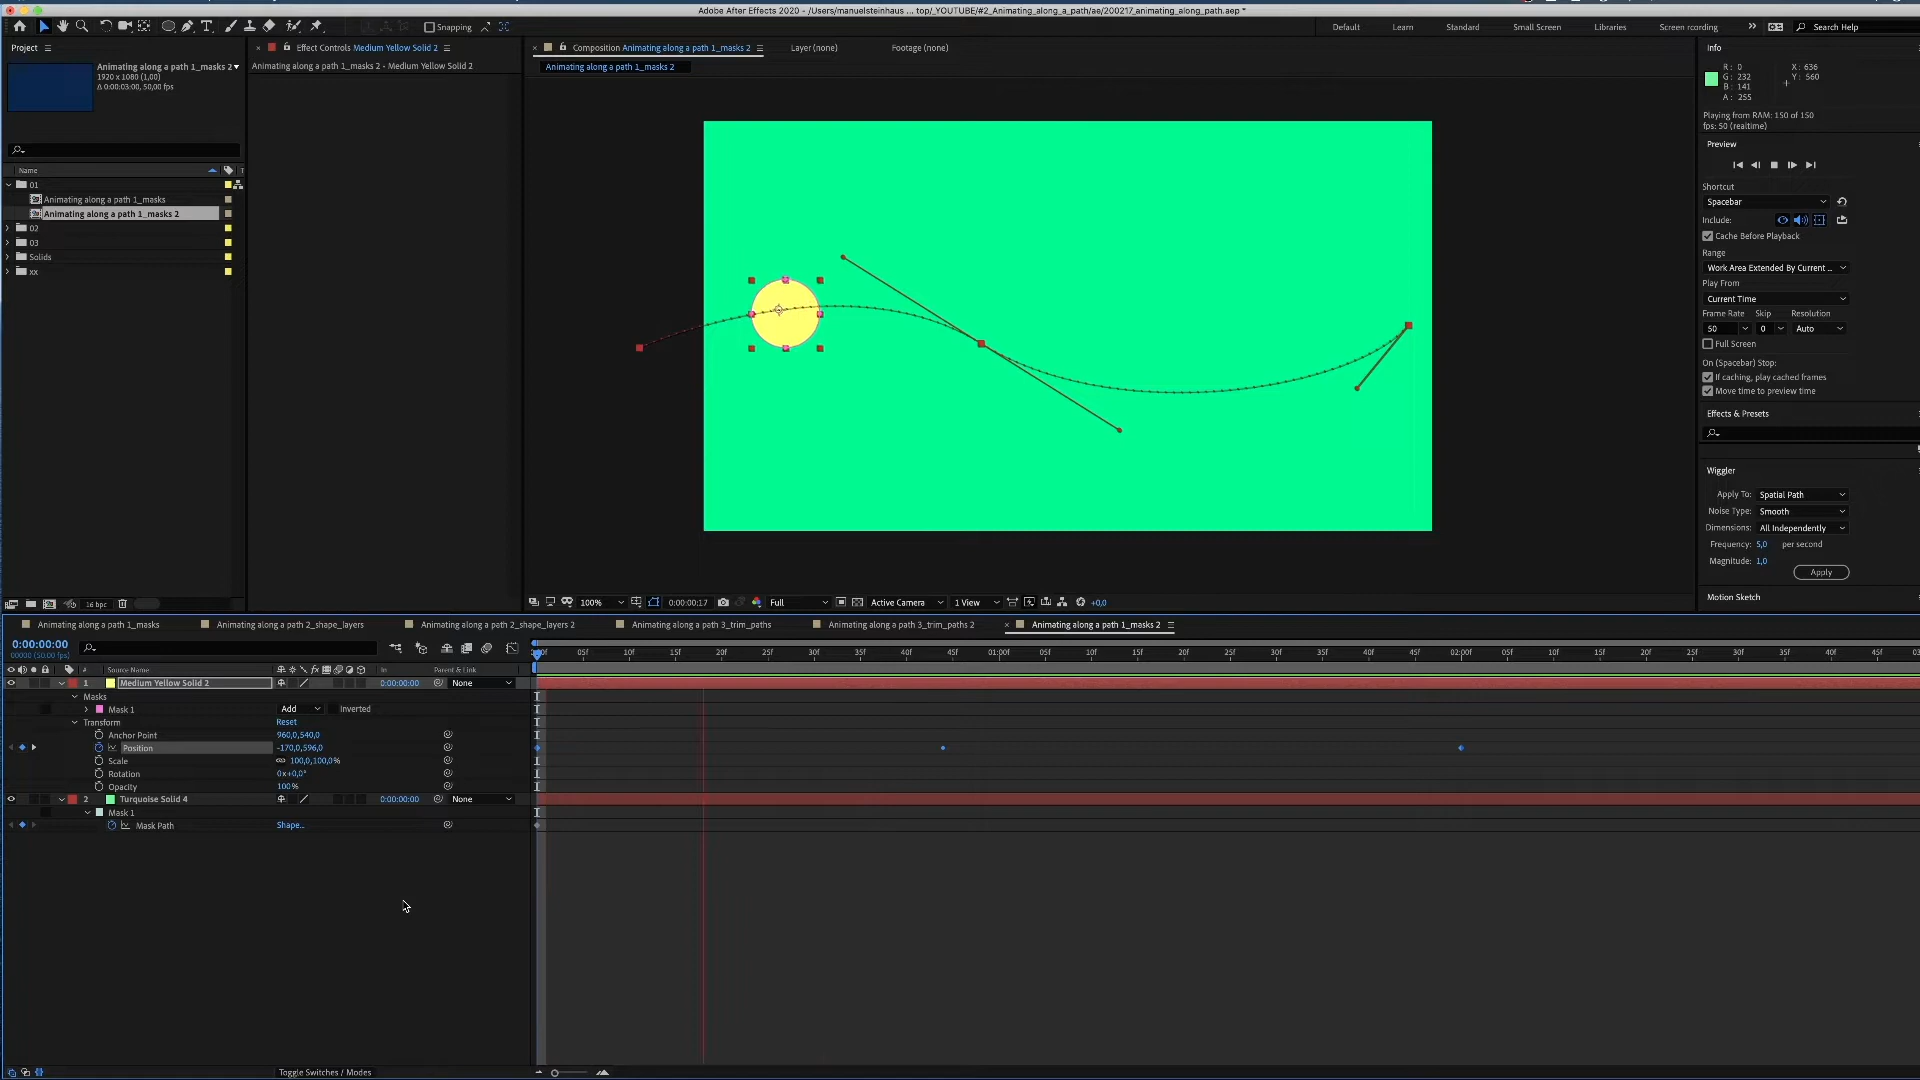 Adobe After Effects 2020 - /Users/manuelsteinhaus ... top/_YOUTUBE/#2_Animating_along_a_path/ae/200217_animating_along_path.aep *
Snapping
Default
Learn
Standard
Small Screen
Libraries
Screen recording
Search Help
Project
Effect Controls Medium Yellow Solid 2
Composition Animating along a path 1_masks 2
Layer (none)
Footage (none)
Info
Animating along a path 1_masks 2
1920 x 1080 (1,00)
Δ 0:00:03:00, 50,00 fps
Animating along a path 1_masks 2 • Medium Yellow Solid 2
Animating along a path 1_masks 2
R: 0
G: 232
B: 141
A: 255
X: 636
Y: 560
Playing from RAM: 150 of 150
fps: 50 (realtime)
Preview
Shortcut
Spacebar
Include:
Cache Before Playback
Range
Work Area Extended By Current ...
Play From
Current Time
Frame Rate Skip Resolution
50 0 Auto
Full Screen
On (Spacebar) Stop:
If caching, play cached frames
Move time to preview time
Effects & Presets
Wiggler
Apply To: Spatial Path
Noise Type: Smooth
Dimensions: All Independently
Frequency: 5,0 per second
Magnitude: 1,0
Apply
Motion Sketch
Name
01
Animating along a path 1_masks
Animating along a path 1_masks 2
02
03
Solids
xx
16 bpc
100%
0:00:00:17
Full
Active Camera
1 View
+0,0
Animating along a path 1_masks
Animating along a path 2_shape_layers
Animating along a path 2_shape_layers 2
Animating along a path 3_trim_paths
Animating along a path 3_trim_paths 2
Animating along a path 1_masks 2
0:00:00:00
00000 (50.00 fps)
05f 10f 15f 20f 25f 30f 35f 40f 45f 01:00f 05f 10f 15f 20f 25f 30f 35f 40f 45f 02:00f 05f 10f 15f 20f 25f 30f 35f 40f 45f
# Source Name fx In Parent & Link
1 Medium Yellow Solid 2 0:00:00:00 None
Masks
Mask 1 Add Inverted
Transform Reset
Anchor Point 960,0,540,0
Position -170,0,596,0
Scale 100,0,100,0%
Rotation 0x+0,0°
Opacity 100%
2 Turquoise Solid 4 0:00:00:00 None
Mask 1
Mask Path Shape...
Toggle Switches / Modes